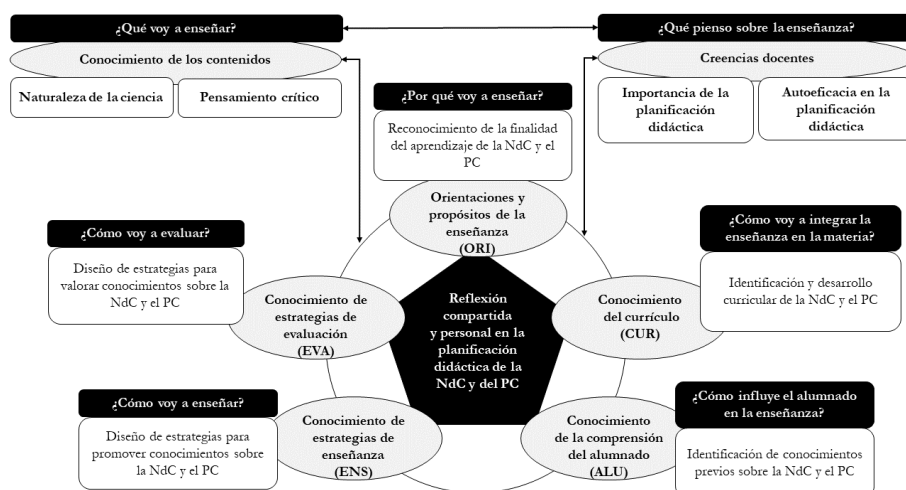 ¿Qué voy a enseñar?
Conocimiento de los contenidos
Naturaleza de la ciencia
Pensamiento crítico
¿Qué pienso sobre la enseñanza?
Creencias docentes
Importancia de la
planificación
didáctica
Autoeficacia en la
planificación
didáctica
¿Por qué voy a enseñar?
Reconocimiento de la finalidad
del aprendizaje de la NdC y el
PC
Orientaciones y
propósitos de la
enseñanza
(ORI)
¿Cómo voy a evaluar?
Diseño de estrategias para
valorar conocimientos sobre la
NdC y el PC
Conocimiento de
estrategias de
evaluación
(EVA)
Reflexión
compartida
y personal en la
planificación
didáctica de la
NdC y del PC
¿Cómo voy a integrar la
enseñanza en la materia?
Identificación y desarrollo
curricular de la NdC y el PC
Conocimiento
del currículo
(CUR)
¿Cómo voy a enseñar?
Diseño de estrategias para
promover conocimientos sobre
la NdC y el PC
Conocimiento de
estrategias de
enseñanza
(ENS)
Conocimiento
de la comprensión
del alumnado
(ALU)
¿Cómo influye el alumnado
en la enseñanza?
Identificación de conocimientos
previos sobre la NdC y el PC